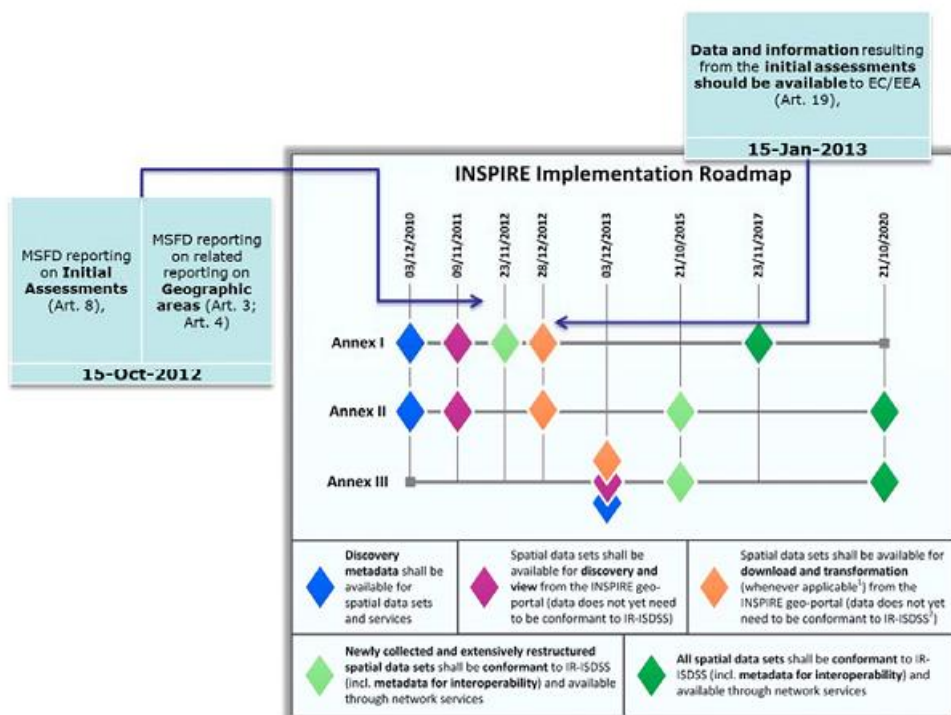 Data and information resulting
from the initial assessments
should be available to EC/EEA
(Art. 19),
15-Jan-2013
MSFD reporting
on Initial
Assessments
(Art. 8),
MSFD reporting
on related
reporting on
Geographic
areas (Art. 3;
Art. 4)
15-Oct-2012
INSPIRE Implementation Roadmap
03/12/2010
09/11/2011
23/11/2012
28/12/2012
03/12/2013
21/10/2015
23/11/2017
21/10/2020
Annex I
Annex II
Annex III
Discovery
metadata shall be
available for
spatial data sets
and services
Spatial data sets shall be
available for discovery and
view from the INSPIRE geo-
portal (data does not yet need
to be conformant to IR-ISDSS)
Spatial data sets shall be available for
download and transformation
(whenever applicable¹) from the
INSPIRE geo-portal (data does not yet
need to be conformant to IR-ISDSS²)
Newly collected and extensively restructured
spatial data sets shall be conformant to IR-ISDSS
(incl. metadata for interoperability) and available
through network services
All spatial data sets shall be conformant to IR-
ISDSS (incl. metadata for interoperability) and
available through network services